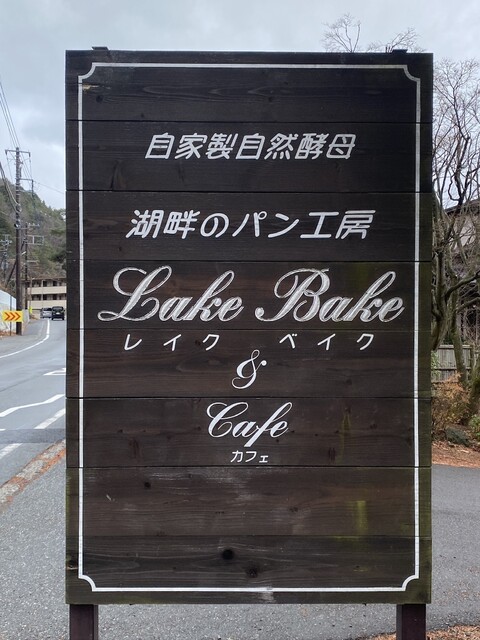 自家製自然酵母
湖畔のパン工房
Lake Bake
レイク ベイク
&
Cafe
カフェ